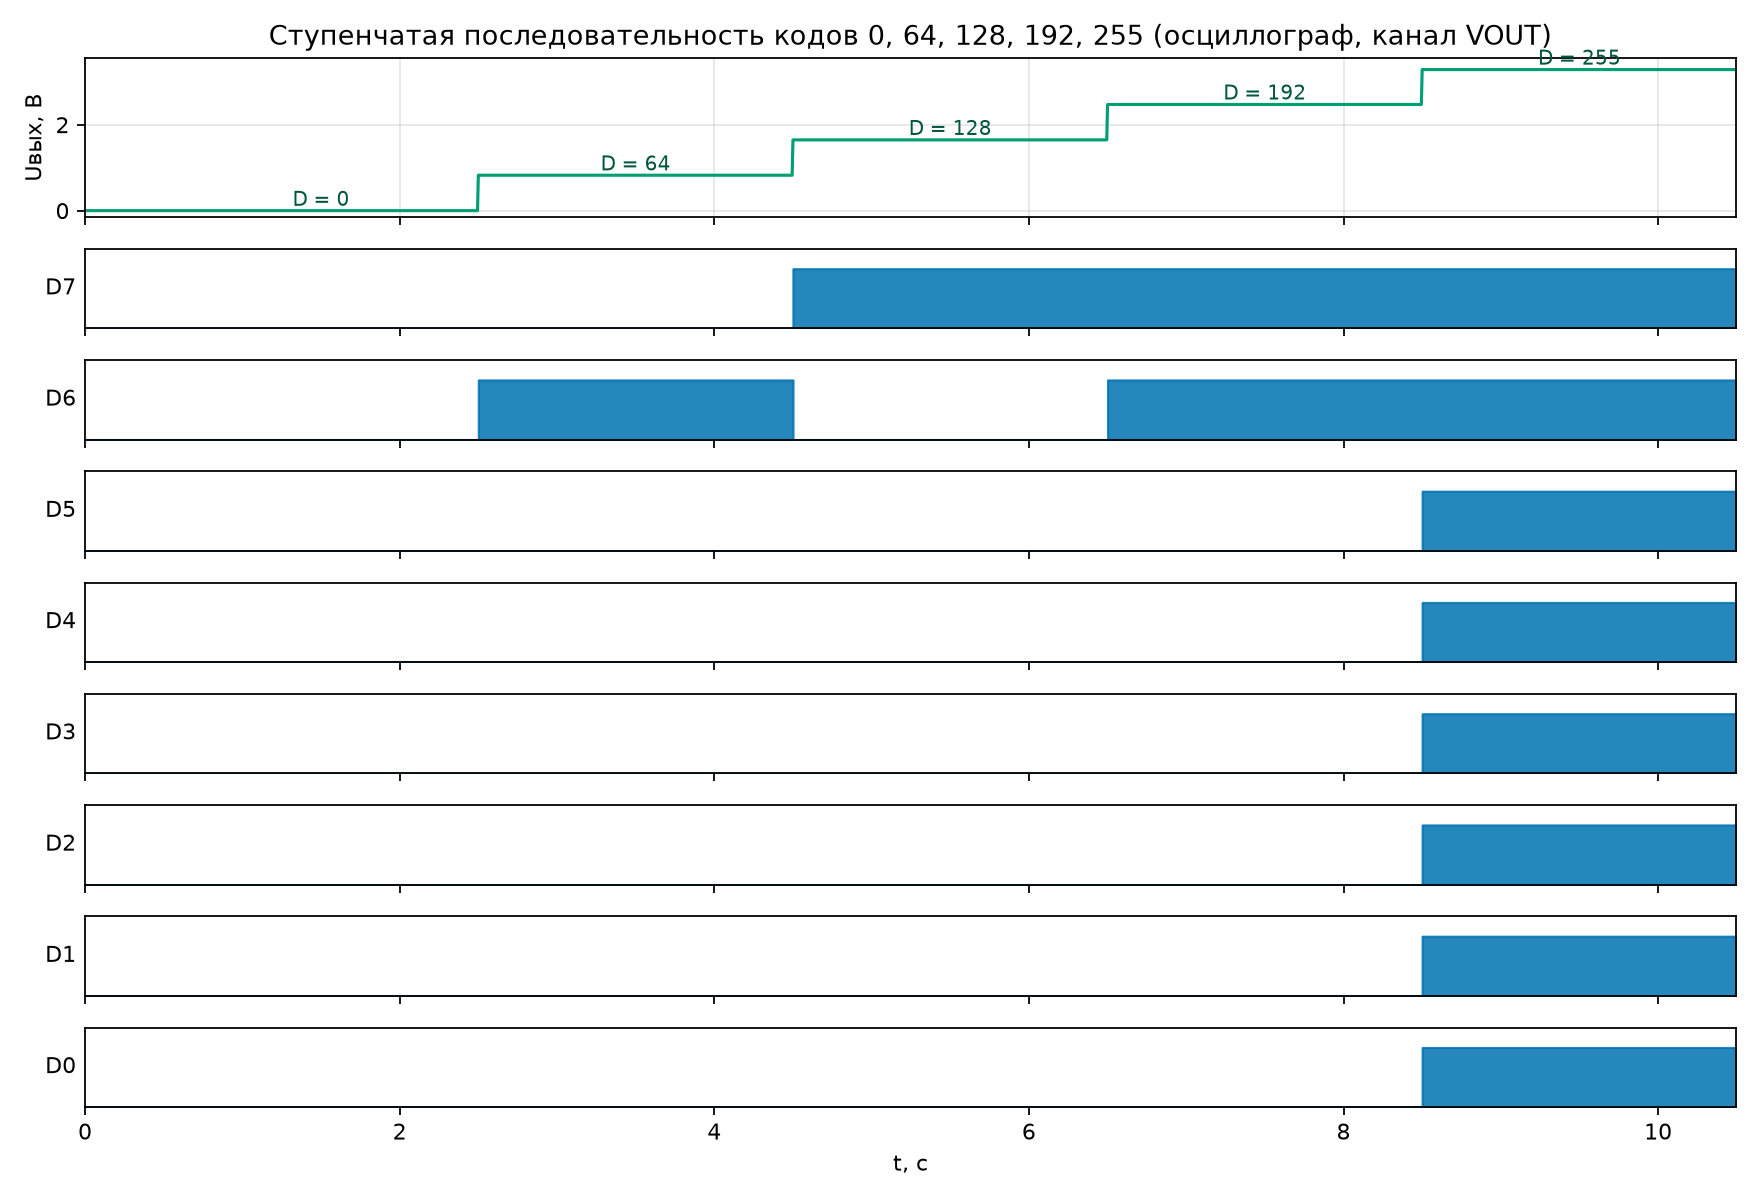 Ступенчатая последовательность кодов 0, 64, 128, 192, 255 (осциллограф, канал VOUT)
Uвых, В
2
0
D = 0
D = 64
D = 128
D = 192
D = 255
D7
D6
D5
D4
D3
D2
D1
D0
0 2 4 6 8 10
t, с